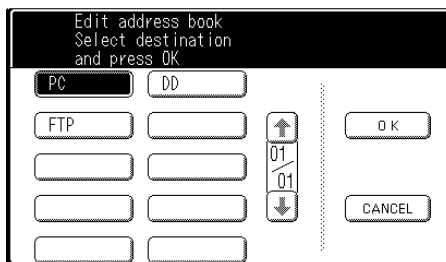 Edit address book
Select destination
and press OK
PC DD
FTP
01
01
OK
CANCEL